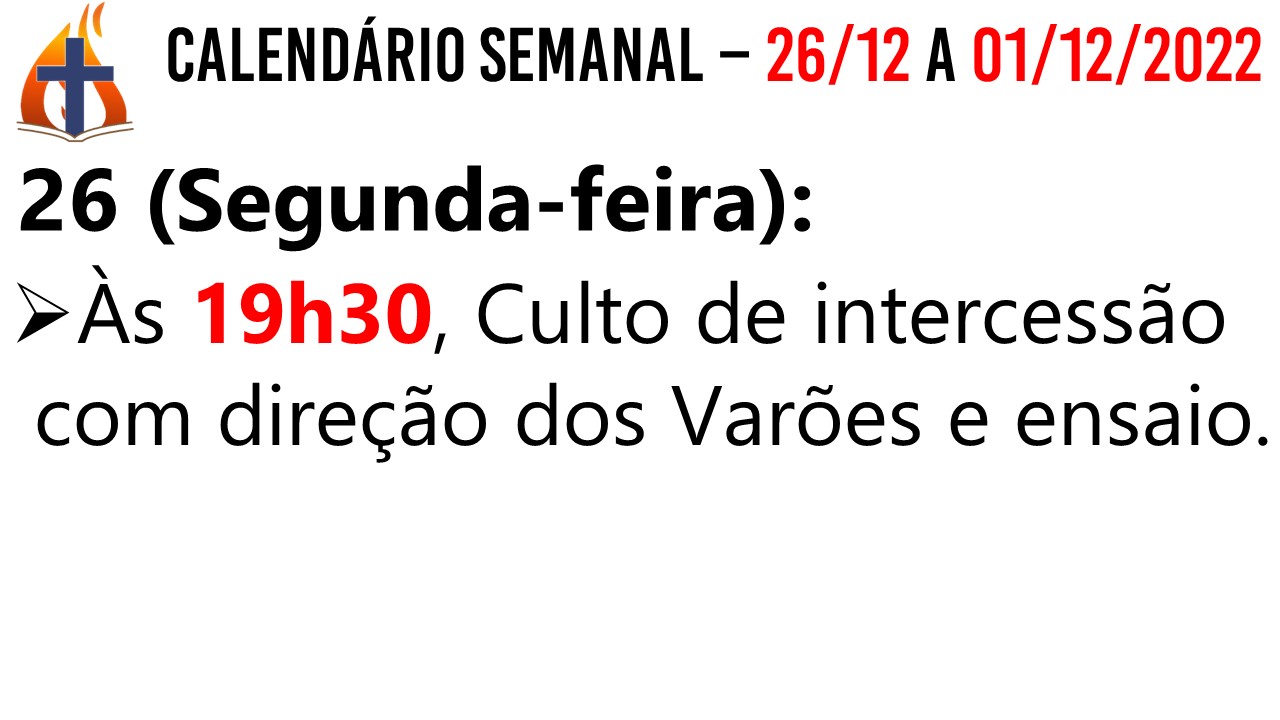 CALENDÁRIO SEMANAL – 26/12 A 01/12/2022
26 (Segunda-feira):
➢Às 19h30, Culto de intercessão
com direção dos Varões e ensaio.